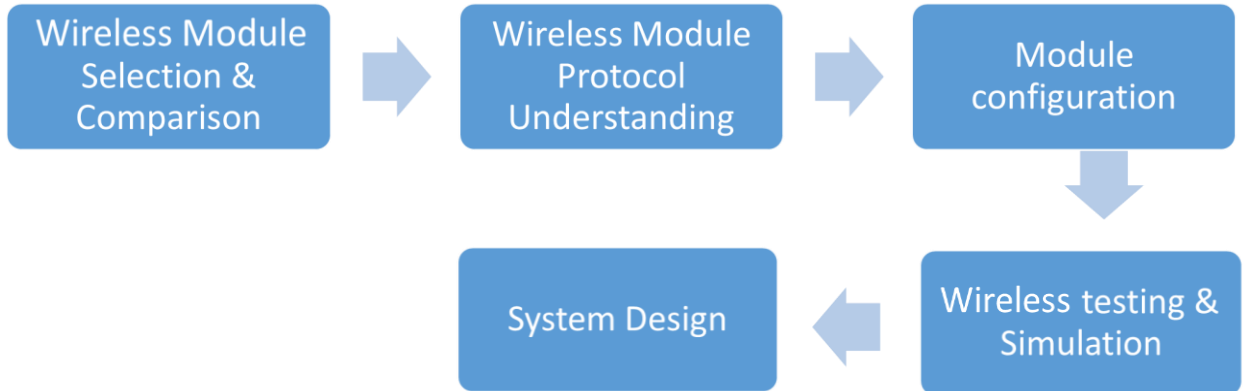 Wireless Module
Selection &
Comparison
Wireless Module
Protocol
Understanding
Module
configuration
Wireless testing &
Simulation
System Design